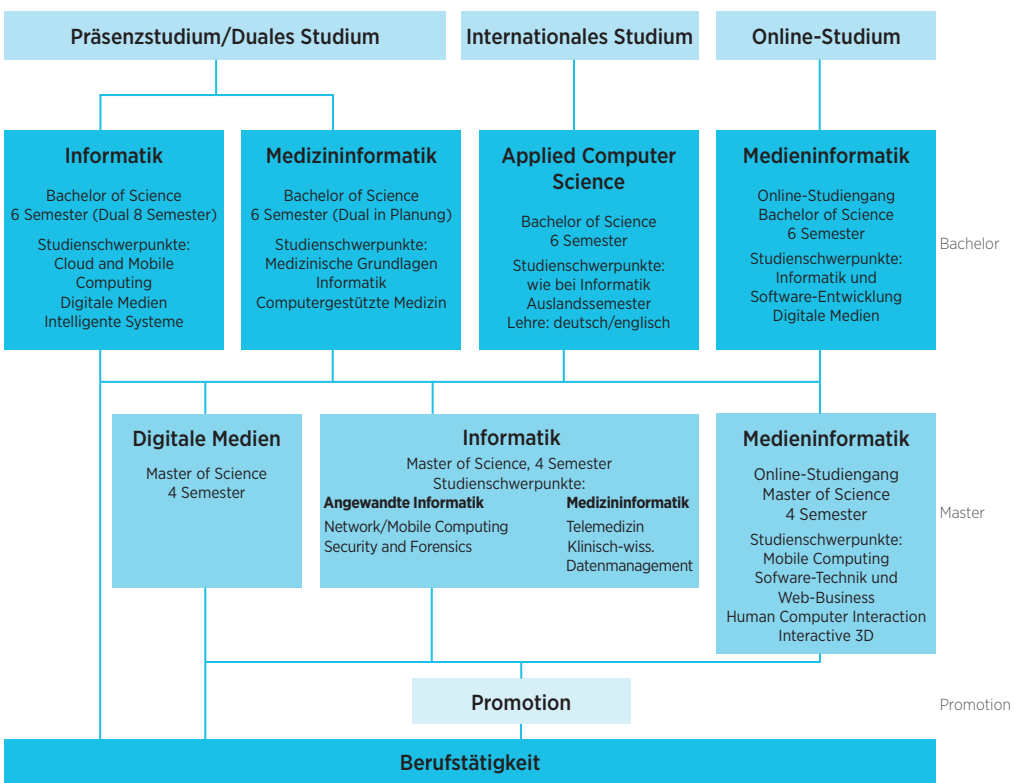 Präsenzstudium/Duales Studium
Internationales Studium
Online-Studium
Informatik
Bachelor of Science
6 Semester (Dual 8 Semester)
Studienschwerpunkte:
Cloud and Mobile
Computing
Digitale Medien
Intelligente Systeme
Medizininformatik
Bachelor of Science
6 Semester (Dual in Planung)
Studienschwerpunkte:
Medizinische Grundlagen
Informatik
Computergestützte Medizin
Applied Computer
Science
Bachelor of Science
6 Semester
Studienschwerpunkte:
wie bei Informatik
Auslandssemester
Lehre: deutsch/englisch
Medieninformatik
Online-Studiengang
Bachelor of Science
6 Semester
Studienschwerpunkte:
Informatik und
Software-Entwicklung
Digitale Medien
Bachelor
Digitale Medien
Master of Science
4 Semester
Informatik
Master of Science, 4 Semester
Studienschwerpunkte:
Angewandte Informatik
Network/Mobile Computing
Security and Forensics
Medizininformatik
Telemedizin
Klinisch-wiss.
Datenmanagement
Medieninformatik
Online-Studiengang
Master of Science
4 Semester
Studienschwerpunkte:
Mobile Computing
Sofware-Technik und
Web-Business
Human Computer Interaction
Interactive 3D
Master
Promotion
Promotion
Berufstätigkeit